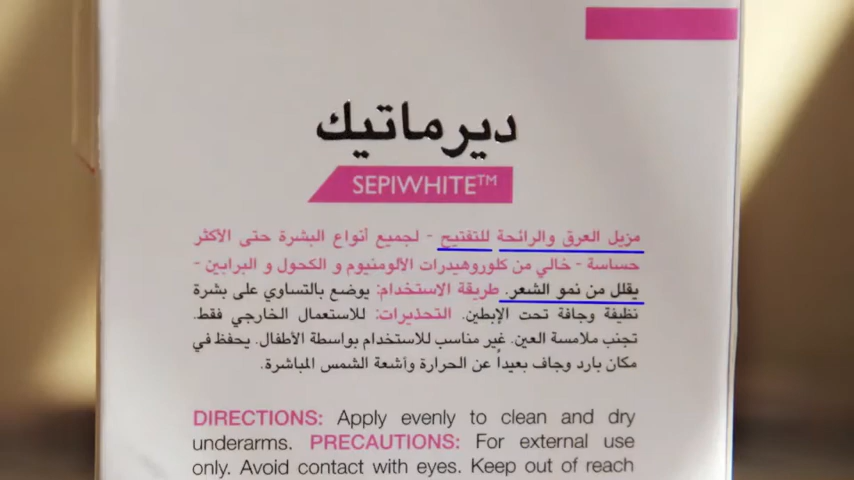 ديرماتيك
SEPIWHITE™
مزيل العرق والرائحة للتفتيح - لجميع أنواع البشرة حتى الأكثر
حساسة - خالي من كلوروهيدرات الألومنيوم و الكحول و البرابين -
يقلل من نمو الشعر. طريقة الاستخدام: يوضع بالتساوي على بشرة
نظيفة وجافة تحت الإبطين. التحذيرات: للاستعمال الخارجي فقط.
تجنب ملامسة العين. غير مناسب للاستخدام بواسطة الأطفال. يحفظ في
مكان بارد وجاف بعيداً عن الحرارة وأشعة الشمس المباشرة.
DIRECTIONS: Apply evenly to clean and dry
underarms. PRECAUTIONS: For external use
only. Avoid contact with eyes. Keep out of reach